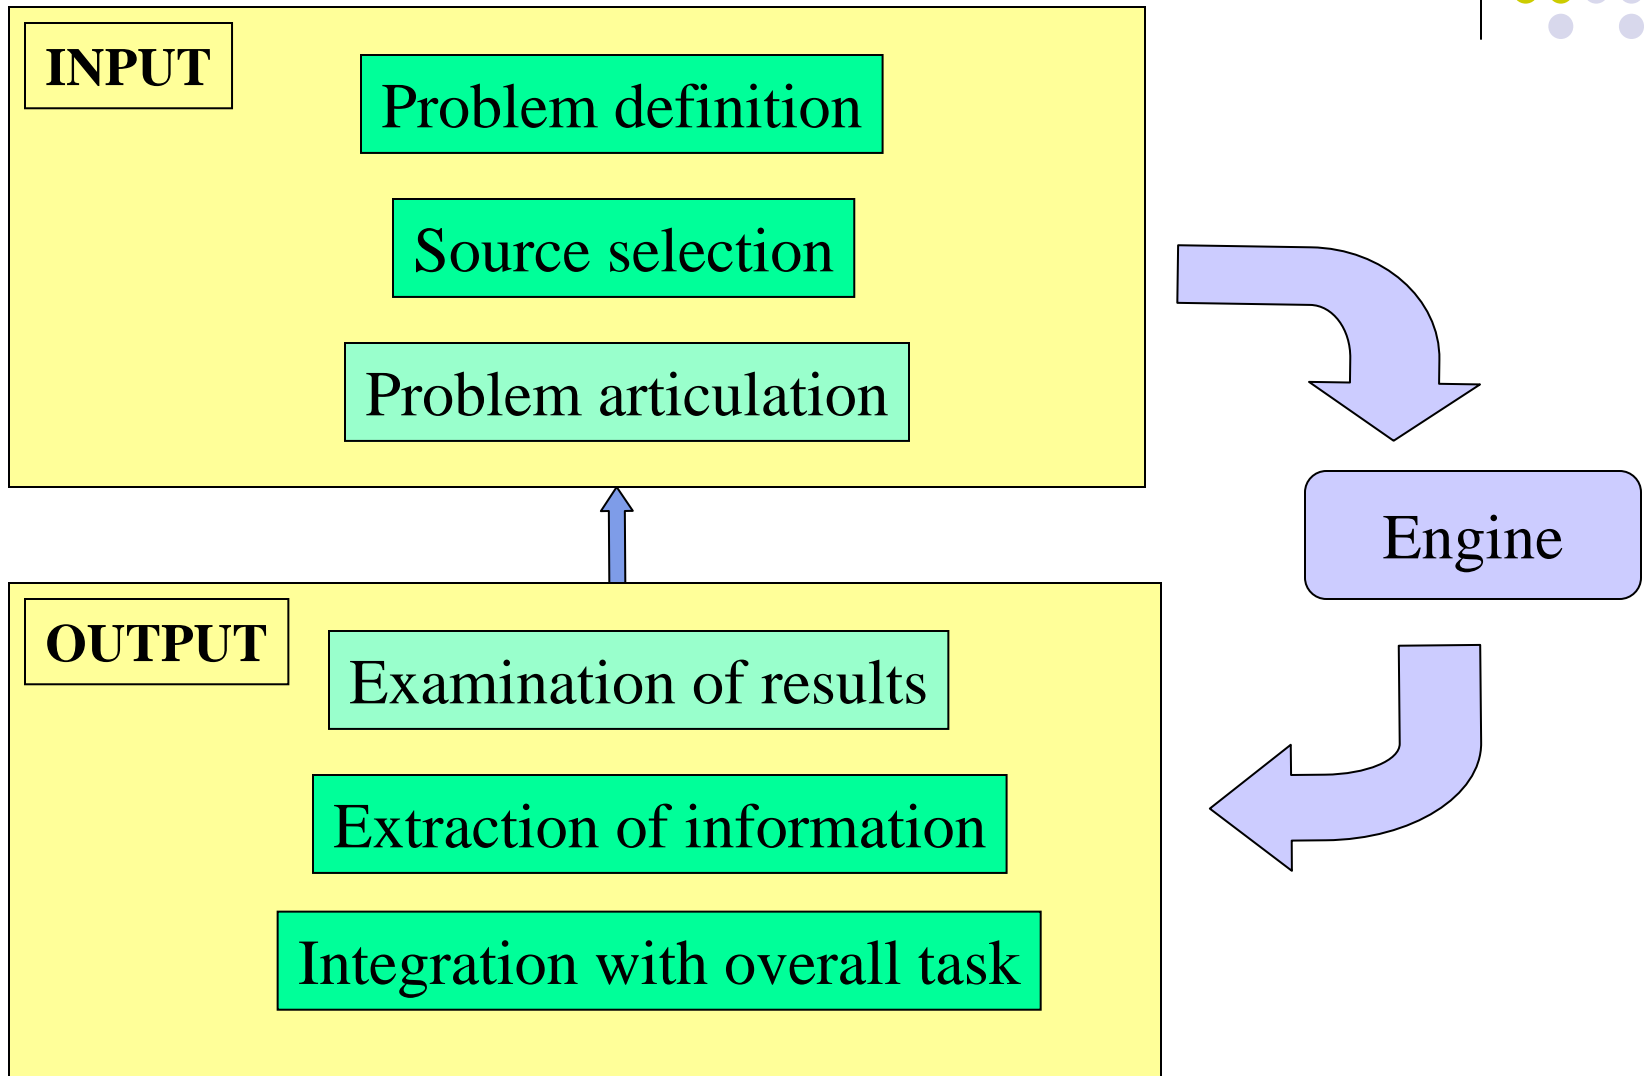 INPUT
Problem definition
Source selection
Problem articulation
Engine
OUTPUT
Examination of results
Extraction of information
Integration with overall task